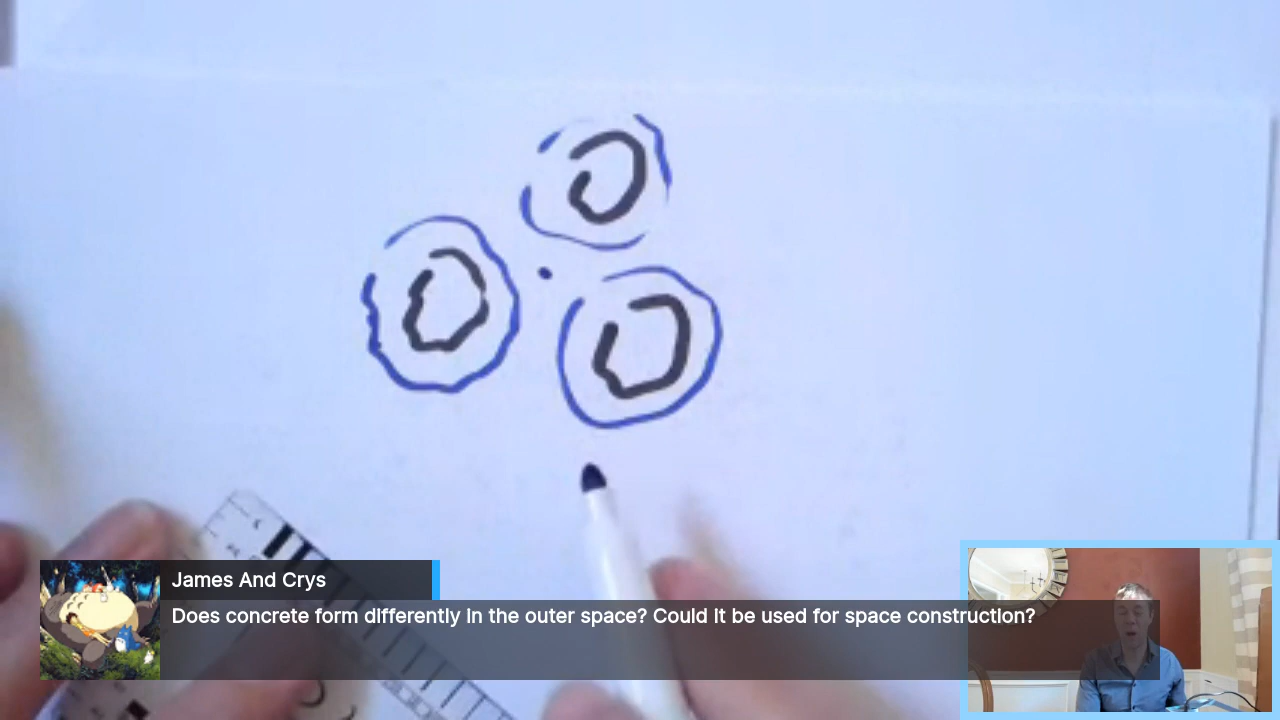 James And Crys
Does concrete form differently in the outer space? Could it be used for space construction?